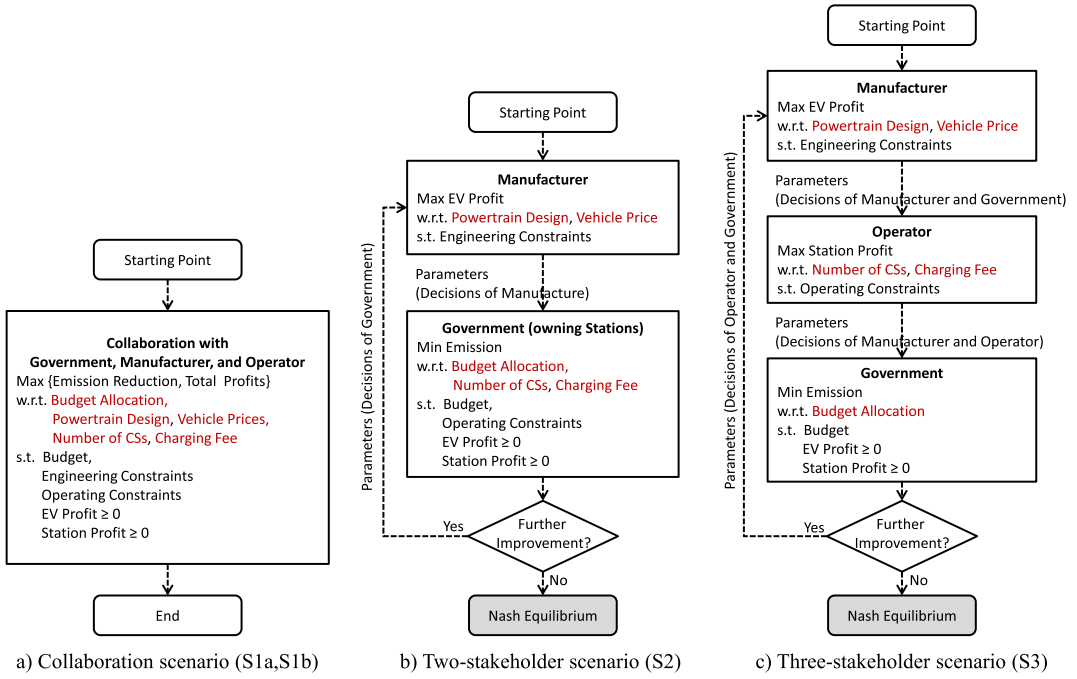 Starting Point
Collaboration with
Government, Manufacturer, and Operator
Max {Emission Reduction, Total Profits}
w.r.t. Budget Allocation,
Powertrain Design, Vehicle Prices,
Number of CSs, Charging Fee
s.t. Budget,
Engineering Constraints
Operating Constraints
EV Profit ≥ 0
Station Profit ≥ 0
End
a) Collaboration scenario (S1a,S1b)
Starting Point
Manufacturer
Max EV Profit
w.r.t. Powertrain Design, Vehicle Price
s.t. Engineering Constraints
Parameters
(Decisions of Manufacture)
Parameters (Decisions of Government)
Government (owning Stations)
Min Emission
w.r.t. Budget Allocation,
Number of CSs, Charging Fee
s.t. Budget,
Operating Constraints
EV Profit ≥ 0
Station Profit ≥ 0
Yes
Further
Improvement?
No
Nash Equilibrium
b) Two-stakeholder scenario (S2)
Starting Point
Manufacturer
Max EV Profit
w.r.t. Powertrain Design, Vehicle Price
s.t. Engineering Constraints
Parameters
(Decisions of Manufacturer and Government)
Parameters (Decisions of Operator and Government)
Operator
Max Station Profit
w.r.t. Number of CSs, Charging Fee
s.t. Operating Constraints
Parameters
(Decisions of Manufacturer and Operator)
Government
Min Emission
w.r.t. Budget Allocation
s.t. Budget
EV Profit ≥ 0
Station Profit ≥ 0
Yes
Further
Improvement?
No
Nash Equilibrium
c) Three-stakeholder scenario (S3)